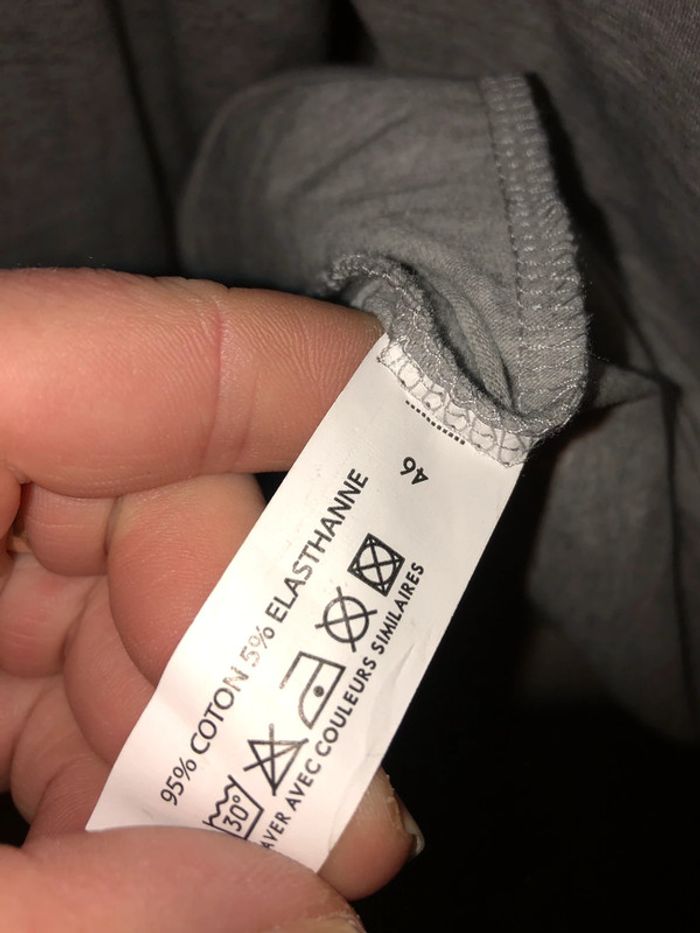 46
95% COTON 5% ELASTHANNE
30°
AVER AVEC COULEURS SIMILAIRES